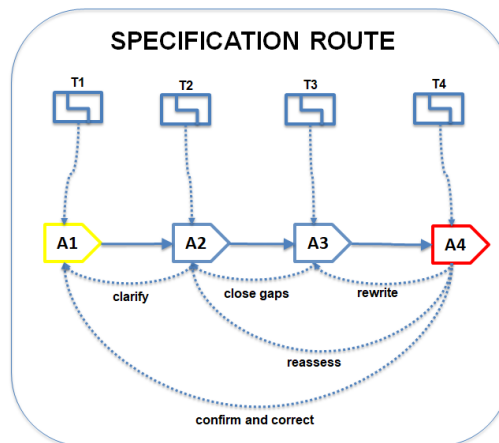 SPECIFICATION ROUTE
T1 T2 T3 T4
A1 A2 A3 A4
clarify close gaps rewrite
reassess
confirm and correct